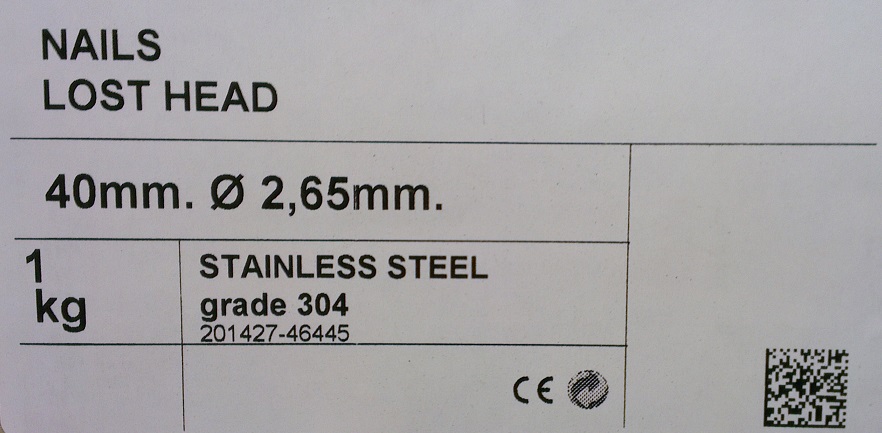 NAILS
LOST HEAD
40mm. Ø 2,65mm.
1
kg
STAINLESS STEEL
grade 304
201427-46445
CE